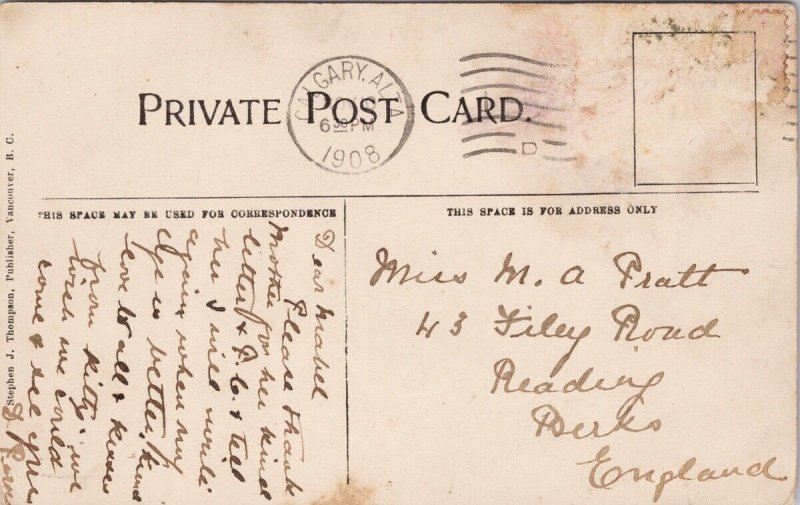 PRIVATE POST CARD.
CALGARY. ALTA
6 30 PM
1908
D
THIS SPACE MAY BE USED FOR CORRESPONDENCE
THIS SPACE IS FOR ADDRESS ONLY
Stephen J. Thompson, Publisher, Vancouver, B. C.
Dear Mabel
Please thank
Mother for her kind
letter & P.C. & tell
her I will write
again when my
eye is better, fond
love to all & kisses
from Kitty. we
wish we could
come & see you
Miss M. A Pratt
43 Filey Road
Reading
Berks
England